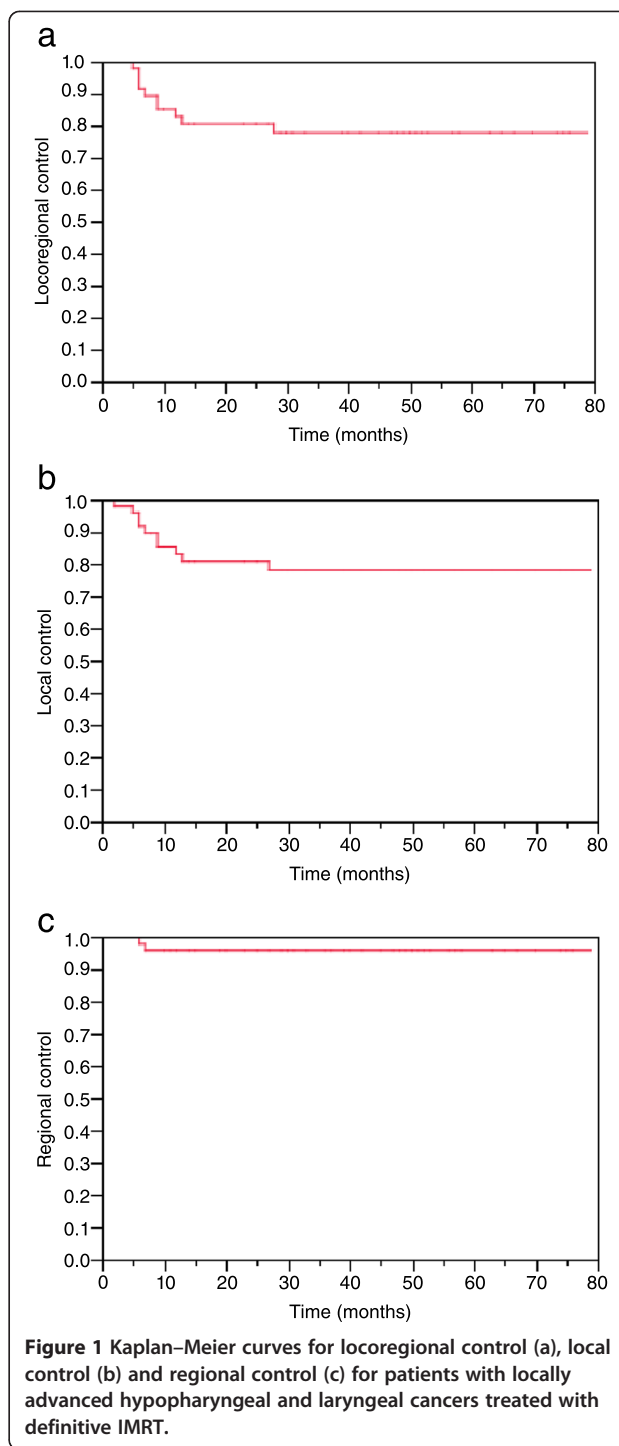 a
1.0
0.9
0.8
0.7
0.6
0.5
0.4
0.3
0.2
0.1
0.0
Locoregional control
0 10 20 30 40 50 60 70 80
Time (months)
b
1.0
0.9
0.8
0.7
0.6
0.5
0.4
0.3
0.2
0.1
0.0
Local control
0 10 20 30 40 50 60 70 80
Time (months)
c
1.0
0.9
0.8
0.7
0.6
0.5
0.4
0.3
0.2
0.1
0.0
Regional control
0 10 20 30 40 50 60 70 80
Time (months)
Figure 1 Kaplan–Meier curves for locoregional control (a), local
control (b) and regional control (c) for patients with locally
advanced hypopharyngeal and laryngeal cancers treated with
definitive IMRT.